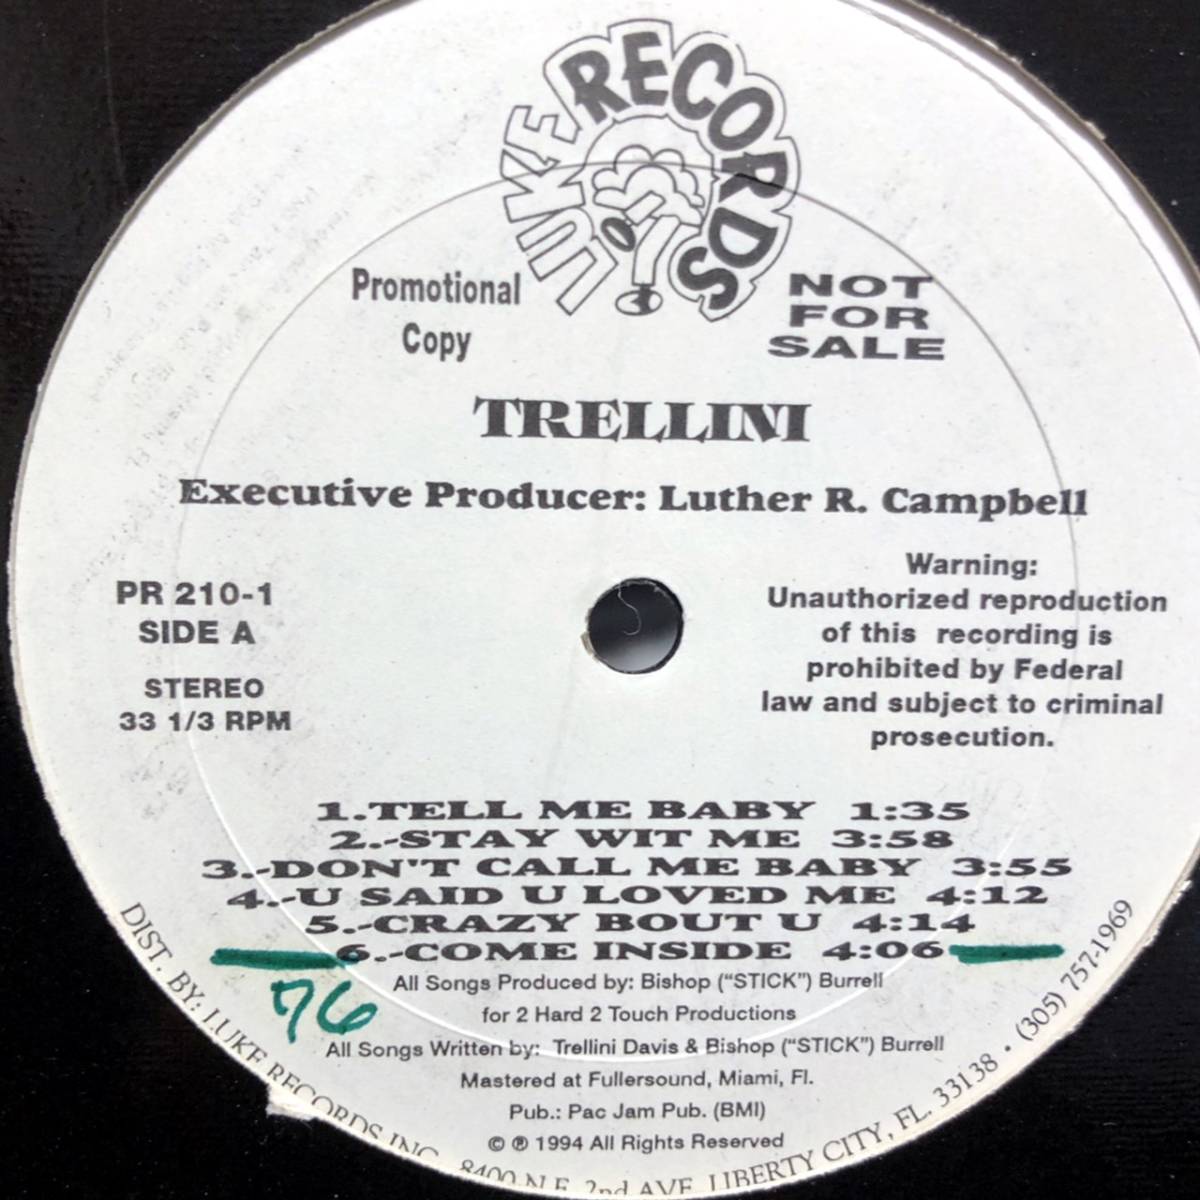 LUKE RECORDS
Promotional
Copy
NOT
FOR
SALE
TRELLINI
Executive Producer: Luther R. Campbell
PR 210-1
SIDE A
STEREO
33 1/3 RPM
Warning:
Unauthorized reproduction
of this recording is
prohibited by Federal
law and subject to criminal
prosecution.
1.TELL ME BABY 1:35
2.-STAY WIT ME 3:58
3.-DON'T CALL ME BABY 3:55
4.-U SAID U LOVED ME 4:12
5.-CRAZY BOUT U 4:14
6.-COME INSIDE 4:06
76
All Songs Produced by: Bishop ("STICK") Burrell
for 2 Hard 2 Touch Productions
All Songs Written by: Trellini Davis & Bishop ("STICK") Burrell
Mastered at Fullersound, Miami, Fl.
Pub.: Pac Jam Pub. (BMI)
© ℗ 1994 All Rights Reserved
DIST. BY: LUKE RECORDS INC. 8400 N.E. 2nd AVE. LIBERTY CITY, FL. 33138 • (305) 757-1969